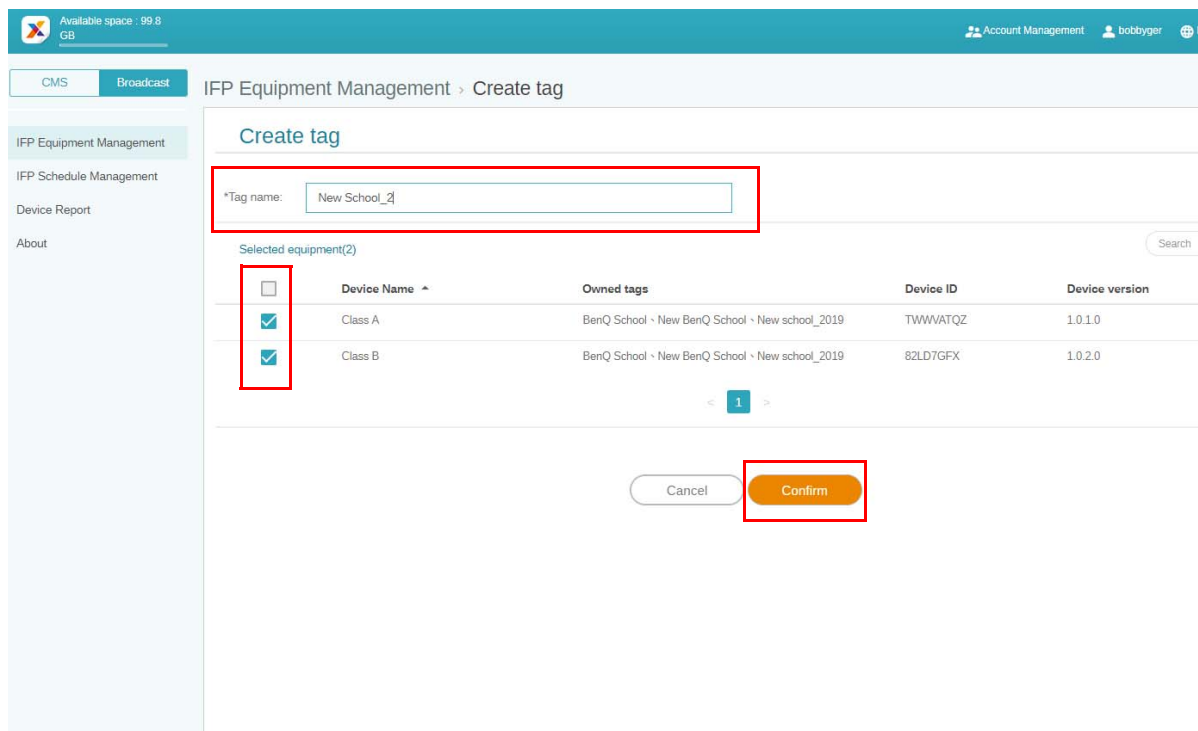 Available space : 99.8
GB
Account Management bobbyger
CMS Broadcast
IFP Equipment Management › Create tag
IFP Equipment Management
IFP Schedule Management
Device Report
About
Create tag
*Tag name: New School_2
Selected equipment(2) Search
Device Name Owned tags Device ID Device version
Class A BenQ School、New BenQ School、New school_2019 TWWVATQZ 1.0.1.0
Class B BenQ School、New BenQ School、New school_2019 82LD7GFX 1.0.2.0
< 1 >
Cancel Confirm